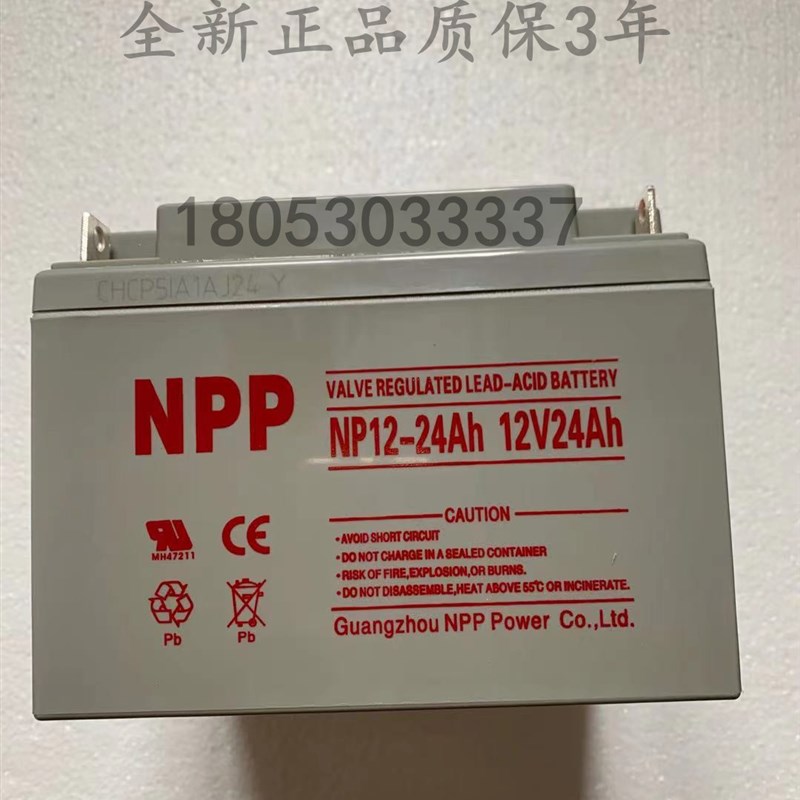 全新正品质保3年
18053033337
CHCP5IA1AJ24 Y
NPP
VALVE REGULATED LEAD-ACID BATTERY
NP12-24Ah 12V24Ah
CAUTION
• AVOID SHORT CIRCUIT
• DO NOT CHARGE IN A SEALED CONTAINER
• RISK OF FIRE,EXPLOSION,OR BURNS.
• DO NOT DISASSEMBLE,HEAT ABOVE 55℃ OR INCINERATE.
Guangzhou NPP Power Co.,Ltd.
MH47211
CE
Pb
Pb